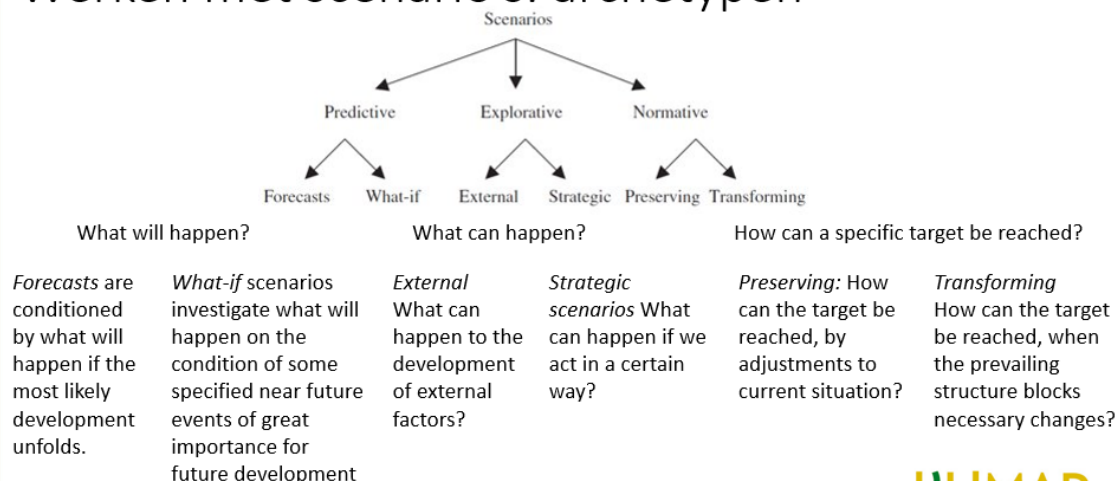 Werken met scenario's: archetypen
Scenarios
Predictive Explorative Normative
Forecasts What-if External Strategic Preserving Transforming
What will happen? What can happen? How can a specific target be reached?
Forecasts are
conditioned
by what will
happen if the
most likely
development
unfolds.
What-if scenarios
investigate what will
happen on the
condition of some
specified near future
events of great
importance for
future development
External
What can
happen to the
development
of external
factors?
Strategic
scenarios What
can happen if we
act in a certain
way?
Preserving: How
can the target be
reached, by
adjustments to
current situation?
Transforming
How can the target
be reached, when
the prevailing
structure blocks
necessary changes?